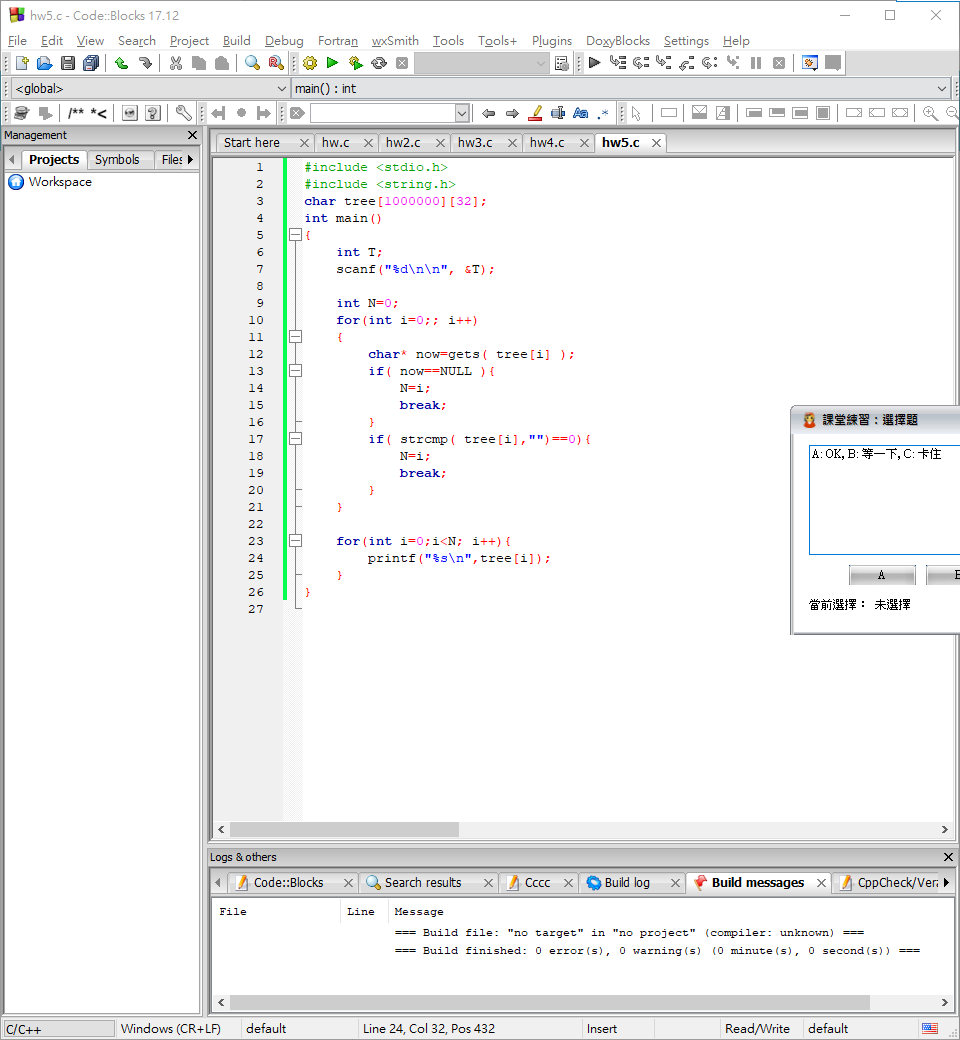 hw5.c - Code::Blocks 17.12
File Edit View Search Project Build Debug Fortran wxSmith Tools Tools+ Plugins DoxyBlocks Settings Help
<global> main() : int
/** *<
Management
Projects Symbols Files
Workspace
Start here hw.c hw2.c hw3.c hw4.c hw5.c
1 #include <stdio.h>
2 #include <string.h>
3 char tree[1000000][32];
4 int main()
5 {
6 int T;
7 scanf("%d\n\n", &T);
8
9 int N=0;
10 for(int i=0;; i++)
11 {
12 char* now=gets( tree[i] );
13 if( now==NULL ){
14 N=i;
15 break;
16 }
17 if( strcmp( tree[i],"")==0){
18 N=i;
19 break;
20 }
21 }
22
23 for(int i=0;i<N; i++){
24 printf("%s\n",tree[i]);
25 }
26 }
27
課堂練習：選擇題
A: OK, B: 等一下, C: 卡住
A
當前選擇： 未選擇
Logs & others
Code::Blocks Search results Cccc Build log Build messages CppCheck/Vera
File Line Message
=== Build file: "no target" in "no project" (compiler: unknown) ===
=== Build finished: 0 error(s), 0 warning(s) (0 minute(s), 0 second(s)) ===
C/C++ Windows (CR+LF) default Line 24, Col 32, Pos 432 Insert Read/Write default